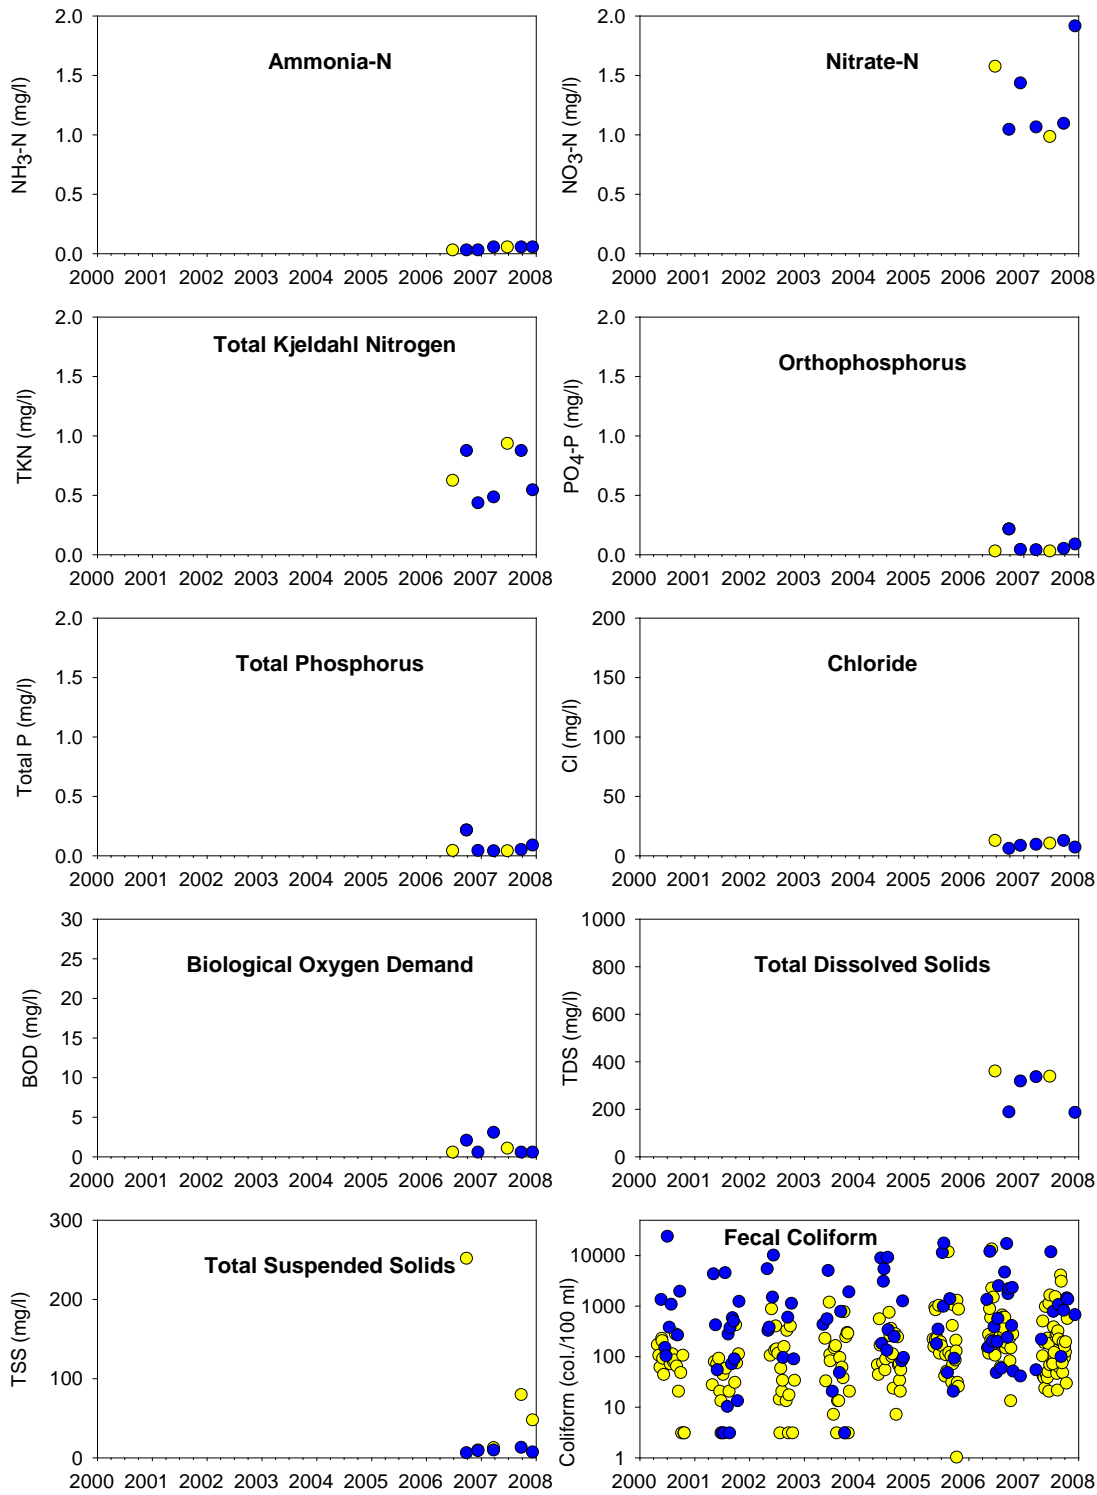 Ammonia-N
NH3-N (mg/l)
2.0
1.5
1.0
0.5
0.0
2000 2001 2002 2003 2004 2005 2006 2007 2008
Nitrate-N
NO3-N (mg/l)
2.0
1.5
1.0
0.5
0.0
2000 2001 2002 2003 2004 2005 2006 2007 2008
Total Kjeldahl Nitrogen
TKN (mg/l)
2.0
1.5
1.0
0.5
0.0
2000 2001 2002 2003 2004 2005 2006 2007 2008
Orthophosphorus
PO4-P (mg/l)
2.0
1.5
1.0
0.5
0.0
2000 2001 2002 2003 2004 2005 2006 2007 2008
Total Phosphorus
Total P (mg/l)
2.0
1.5
1.0
0.5
0.0
2000 2001 2002 2003 2004 2005 2006 2007 2008
Chloride
Cl (mg/l)
200
150
100
50
0
2000 2001 2002 2003 2004 2005 2006 2007 2008
Biological Oxygen Demand
BOD (mg/l)
30
25
20
15
10
5
0
2000 2001 2002 2003 2004 2005 2006 2007 2008
Total Dissolved Solids
TDS (mg/l)
1000
800
600
400
200
0
2000 2001 2002 2003 2004 2005 2006 2007 2008
Total Suspended Solids
TSS (mg/l)
300
200
100
0
2000 2001 2002 2003 2004 2005 2006 2007 2008
Fecal Coliform
Coliform (col./100 ml)
10000
1000
100
10
1
2000 2001 2002 2003 2004 2005 2006 2007 2008